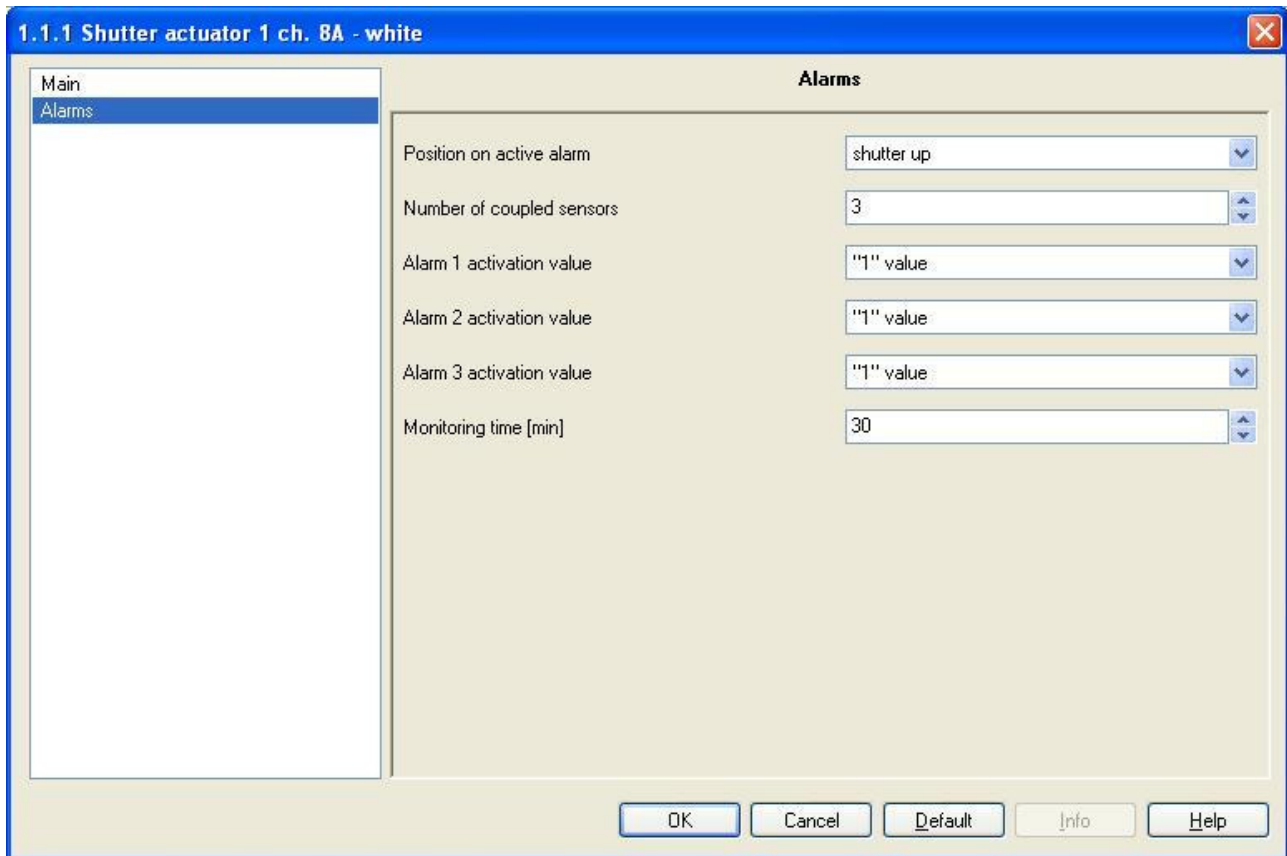 1.1.1 Shutter actuator 1 ch. 8A - white
Main
Alarms
Alarms
Position on active alarm shutter up
Number of coupled sensors 3
Alarm 1 activation value "1" value
Alarm 2 activation value "1" value
Alarm 3 activation value "1" value
Monitoring time [min] 30
OK Cancel Default Info Help